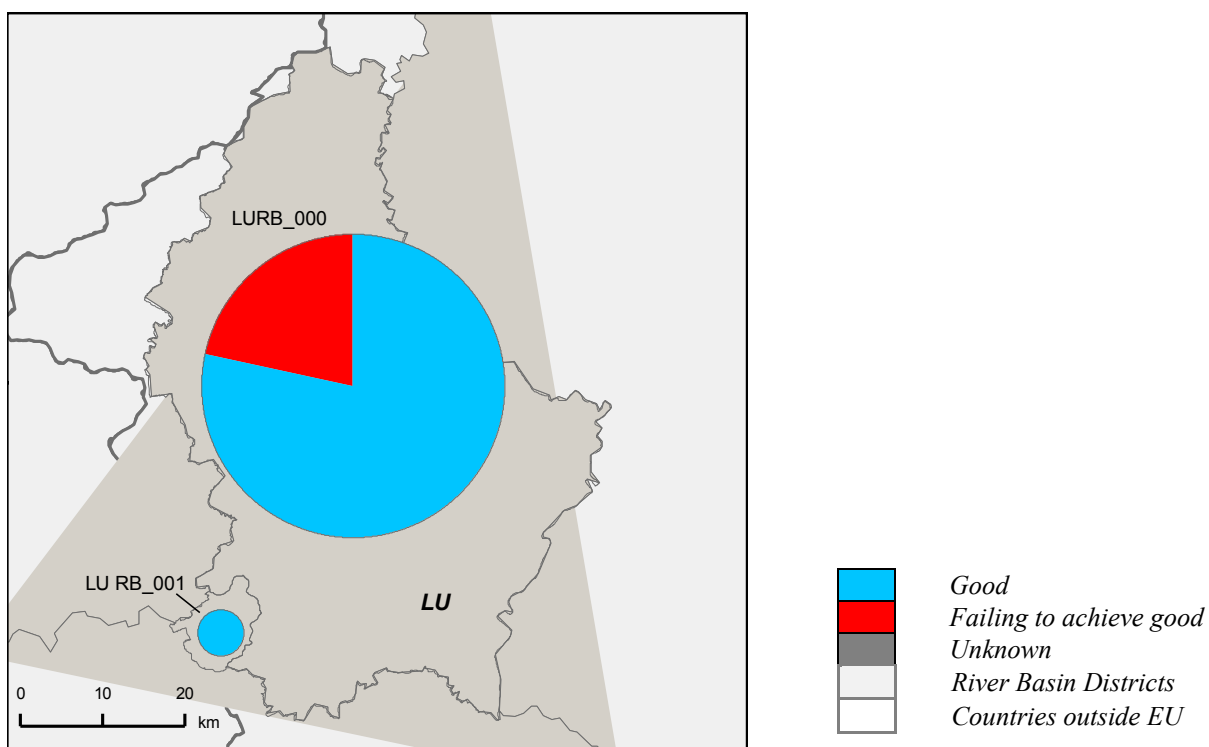 LURB_000
LU RB_001
LU
0 10 20
km
Good
Failing to achieve good
Unknown
River Basin Districts
Countries outside EU